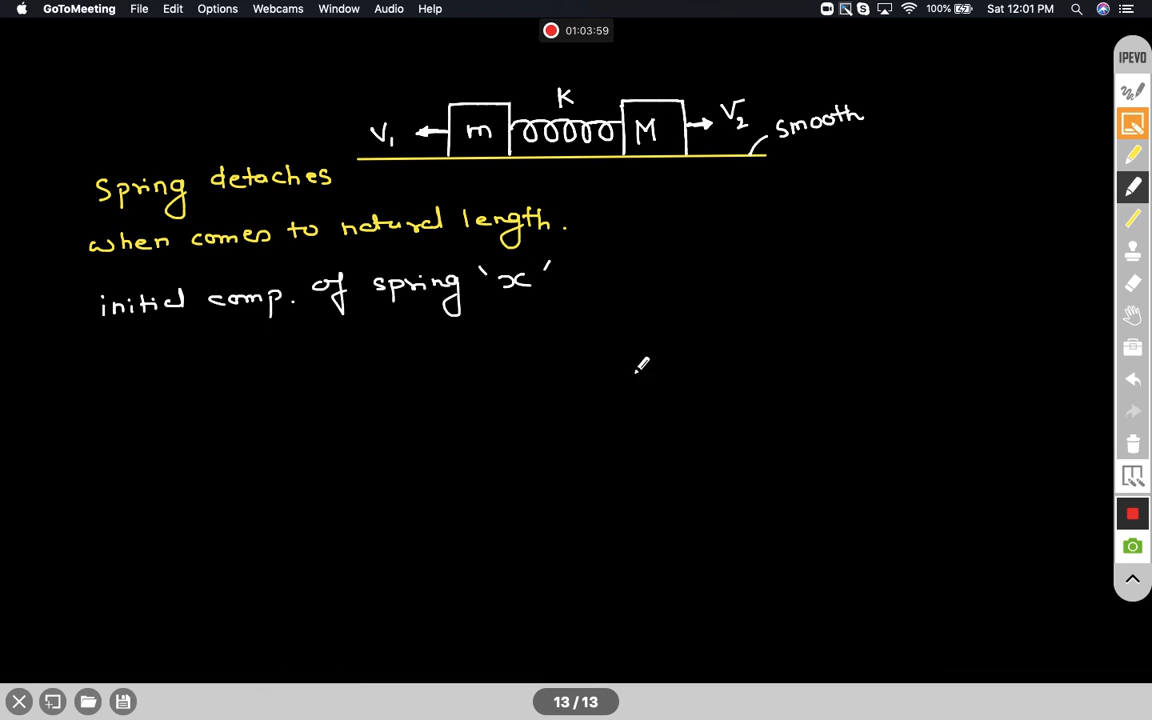 GoToMeeting File Edit Options Webcams Window Audio Help 100% Sat 12:01 PM
01:03:59
IPEVO
K
V1 m M V2 smooth
Spring detaches
when comes to natural length.
initial comp. of spring 'x'
13 / 13